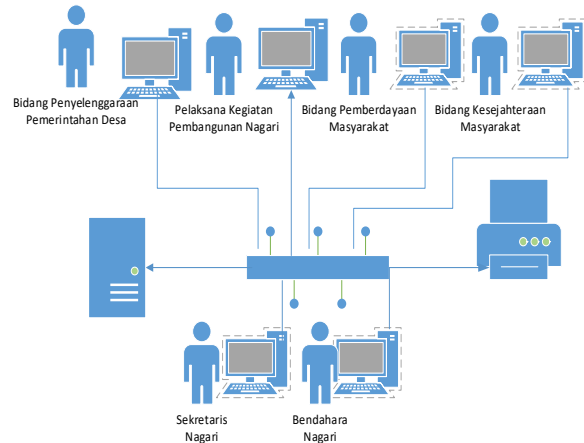 Bidang Penyelenggaraan
Pemerintahan Desa
Pelaksana Kegiatan
Pembangunan Nagari
Bidang Pemberdayaan
Masyarakat
Bidang Kesejahteraan
Masyarakat
Sekretaris
Nagari
Bendahara
Nagari